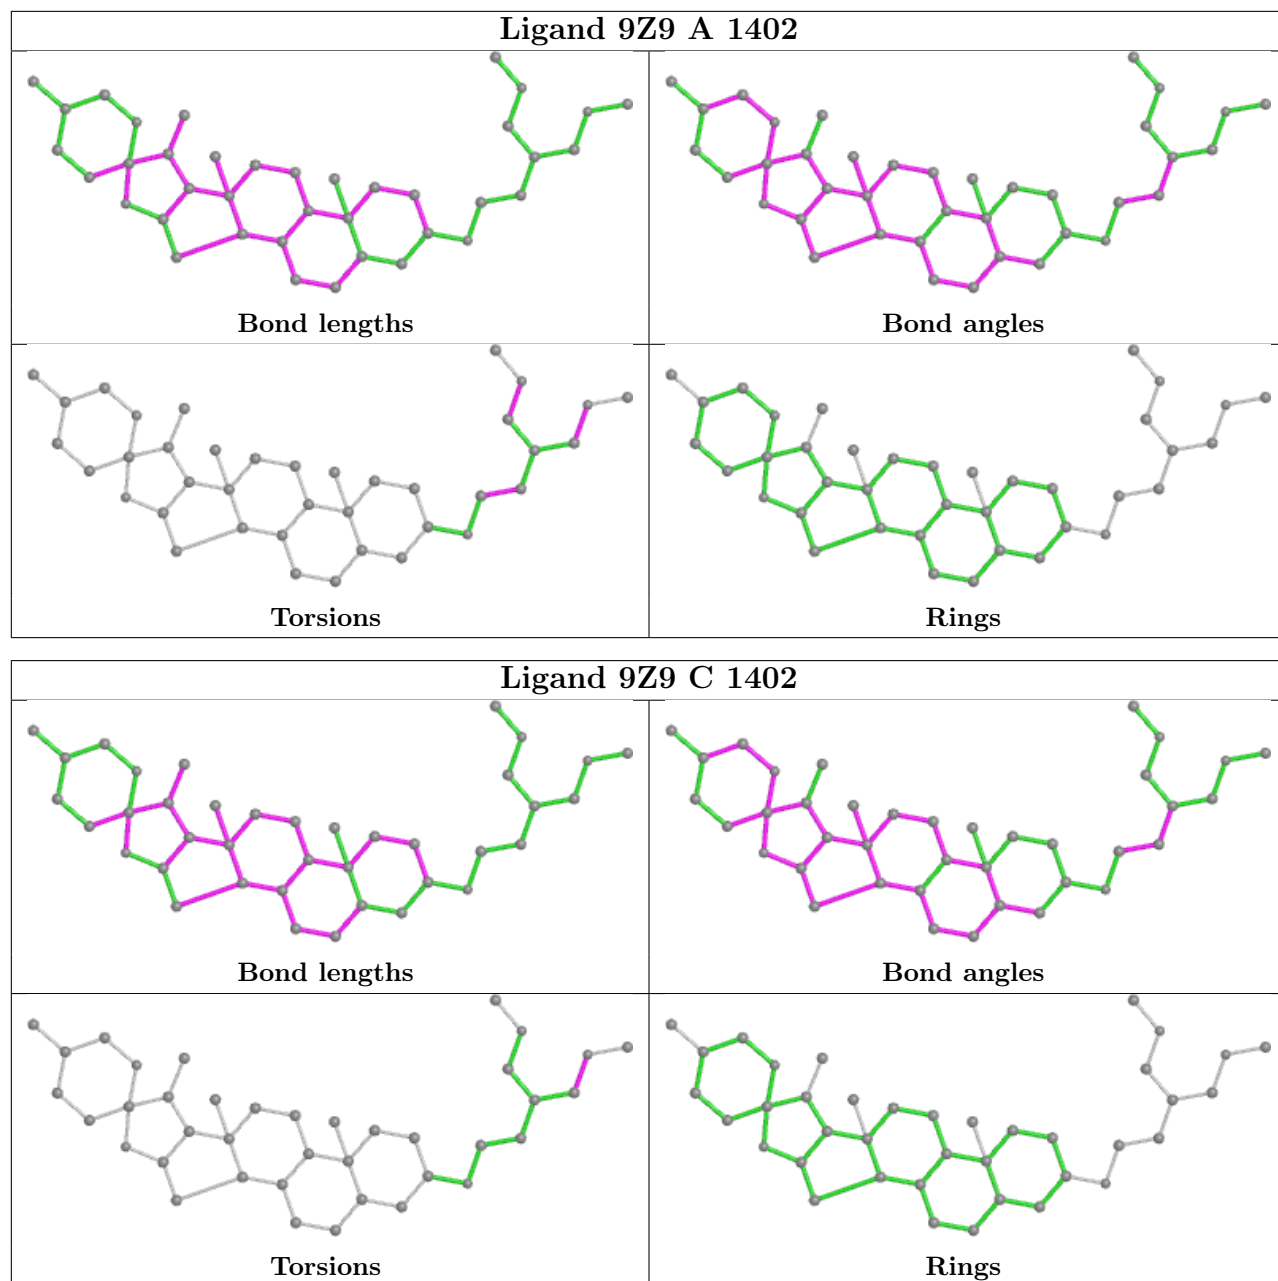 Ligand 9Z9 A 1402
Bond lengths
Bond angles
Torsions
Rings
Ligand 9Z9 C 1402
Bond lengths
Bond angles
Torsions
Rings